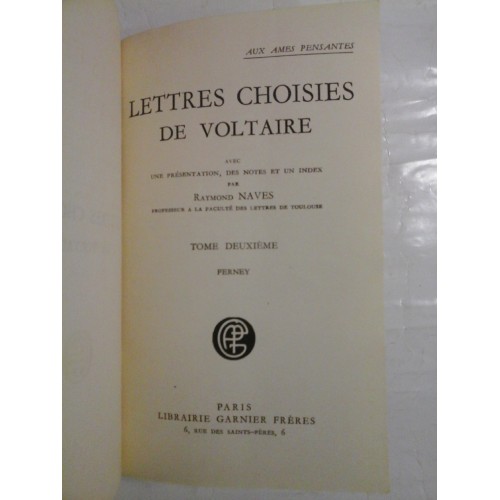 AUX AMES PENSANTES
LETTRES CHOISIES
DE VOLTAIRE
AVEC
UNE PRÉSENTATION, DES NOTES ET UN INDEX
PAR
RAYMOND NAVES
PROFESSEUR A LA FACULTÉ DES LETTRES DE TOULOUSE
TOME DEUXIÈME
FERNEY
PARIS
LIBRAIRIE GARNIER FRÈRES
6, RUE DES SAINTS-PÈRES, 6